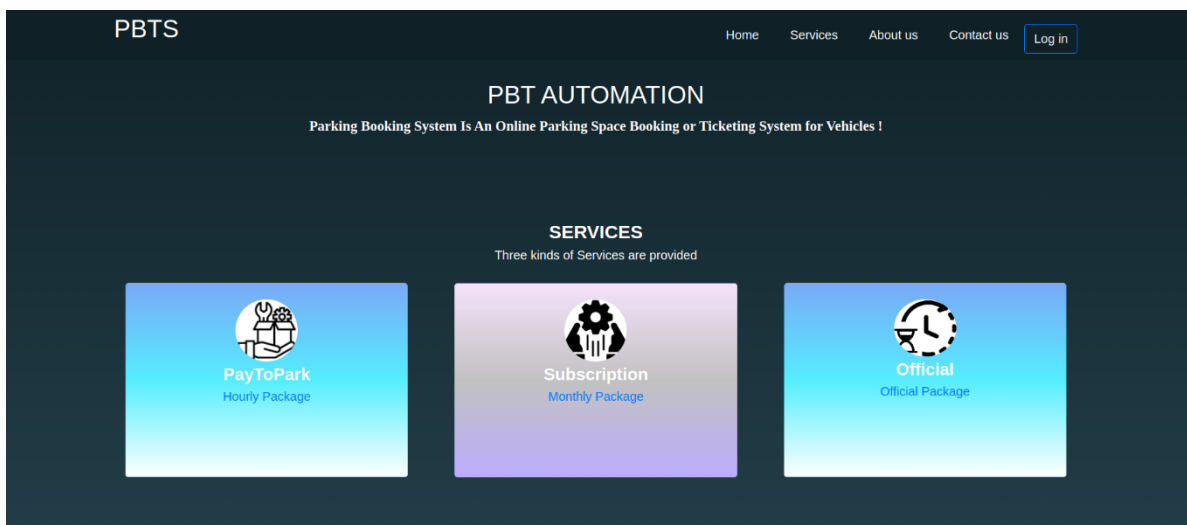 PBTS
Home Services About us Contact us Log in
PBT AUTOMATION
Parking Booking System Is An Online Parking Space Booking or Ticketing System for Vehicles !
SERVICES
Three kinds of Services are provided
PayToPark
Hourly Package
Subscription
Monthly Package
Official
Official Package